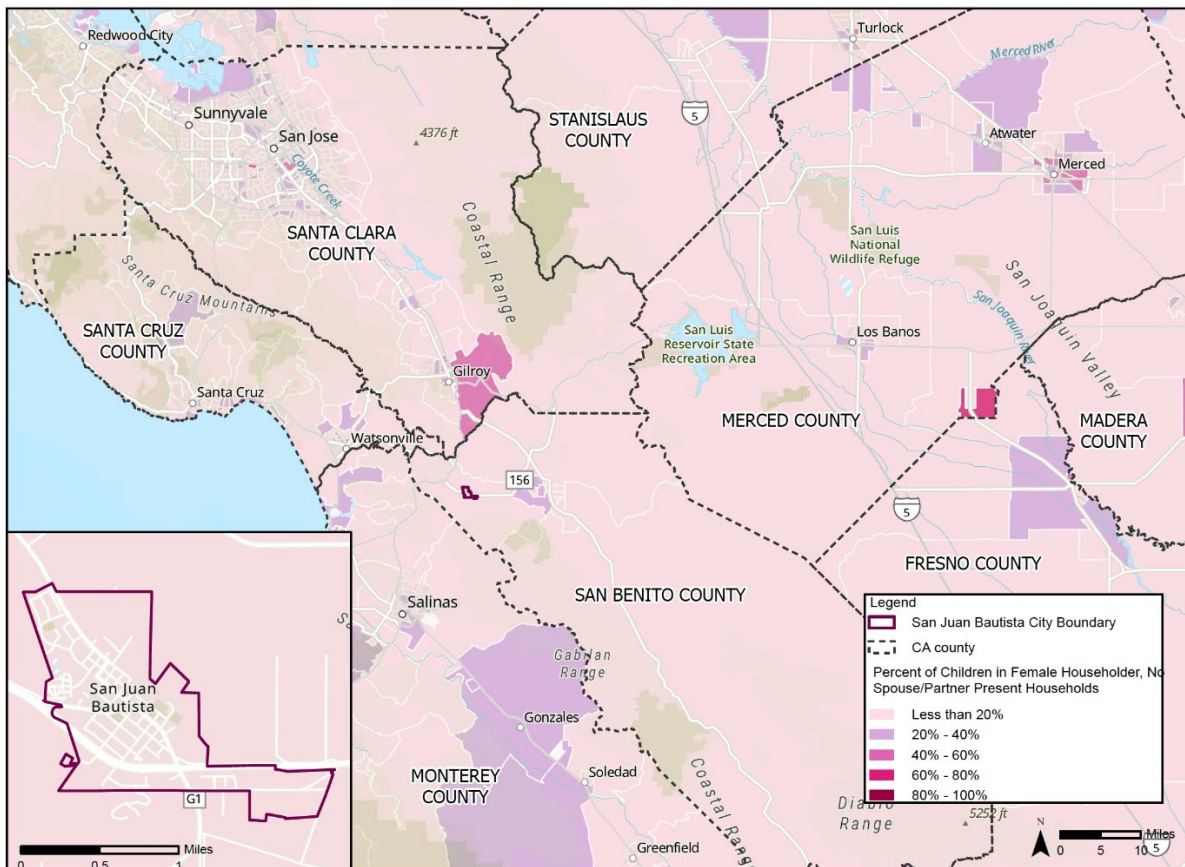 Redwood City
Sunnyvale
San Jose
Coyote Creek
4376 ft
SANTA CLARA
COUNTY
Coastal Range
STANISLAUS
COUNTY
5
Turlock
Merced River
Atwater
Merced
San Luis
National
Wildlife Refuge
Santa Cruz Mountains
SANTA CRUZ
COUNTY
Santa Cruz
Gilroy
Watsonville
San Luis
Reservoir State
Recreation Area
Los Banos
San Joaquin River
San Joaquin Valley
MERCED COUNTY
MADERA
COUNTY
156
5
FRESNO COUNTY
SAN BENITO COUNTY
Salinas
Gabilan
Range
Gonzales
Soledad
MONTEREY
COUNTY
Coastal Range
Greenfield
Diablo
Range
5252 ft
San Juan
Bautista
G1
0 0.5 1 Miles
Legend
San Juan Bautista City Boundary
CA county
Percent of Children in Female Householder, No
Spouse/Partner Present Households
Less than 20%
20% - 40%
40% - 60%
60% - 80%
80% - 100%
N
0 5 10 Miles
5